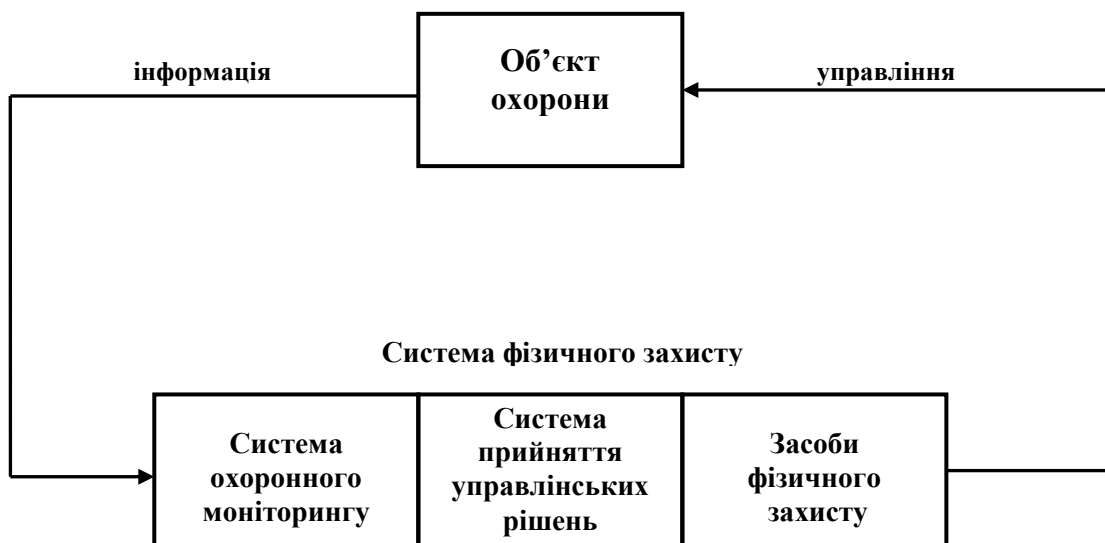 Об’єкт
охорони
інформація
управління
Система фізичного захисту
Система
охоронного
моніторингу
Система
прийняття
управлінських
рішень
Засоби
фізичного
захисту